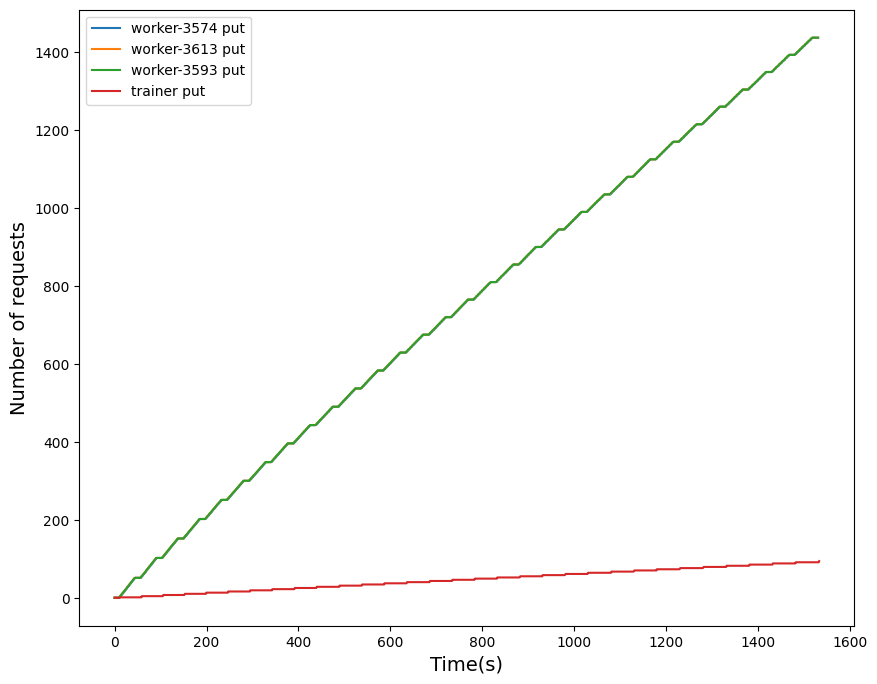 worker-3574 put
worker-3613 put
worker-3593 put
trainer put
1400
1200
1000
800
600
400
200
0
Number of requests
0 200 400 600 800 1000 1200 1400 1600
Time(s)